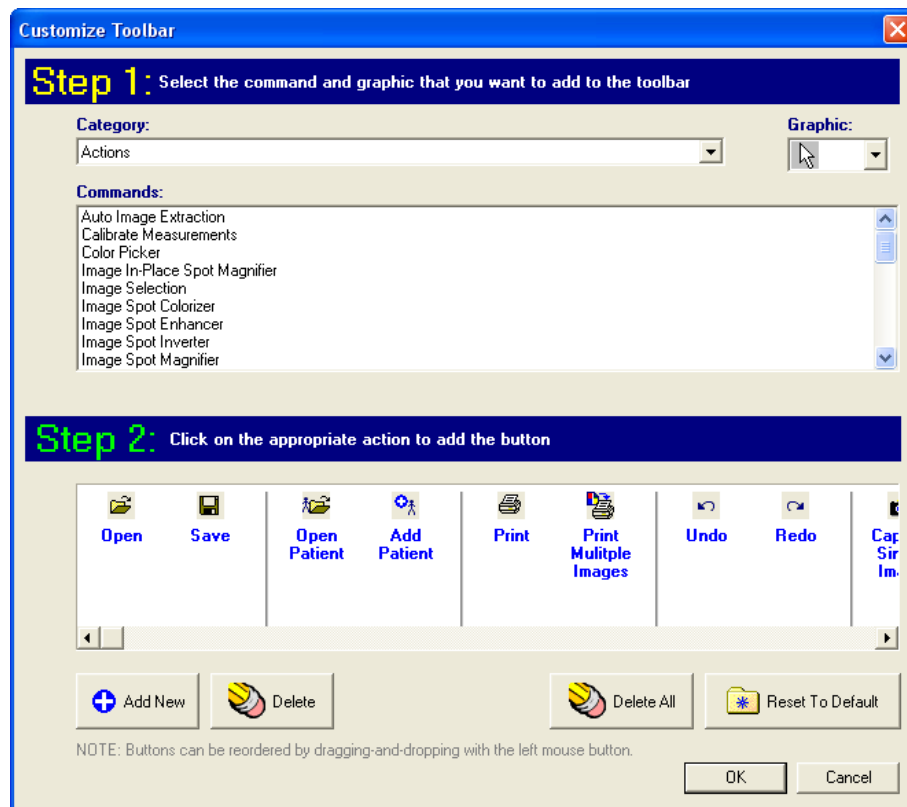 Customize Toolbar
Step 1: Select the command and graphic that you want to add to the toolbar
Category: Graphic:
Actions
Commands:
Auto Image Extraction
Calibrate Measurements
Color Picker
Image In-Place Spot Magnifier
Image Selection
Image Spot Colorizer
Image Spot Enhancer
Image Spot Inverter
Image Spot Magnifier
Step 2: Click on the appropriate action to add the button
Open Save Open Add Print Print Undo Redo Cap
Patient Patient Mulitple Sin
Images Im
Add New Delete Delete All Reset To Default
NOTE: Buttons can be reordered by dragging-and-dropping with the left mouse button.
OK Cancel